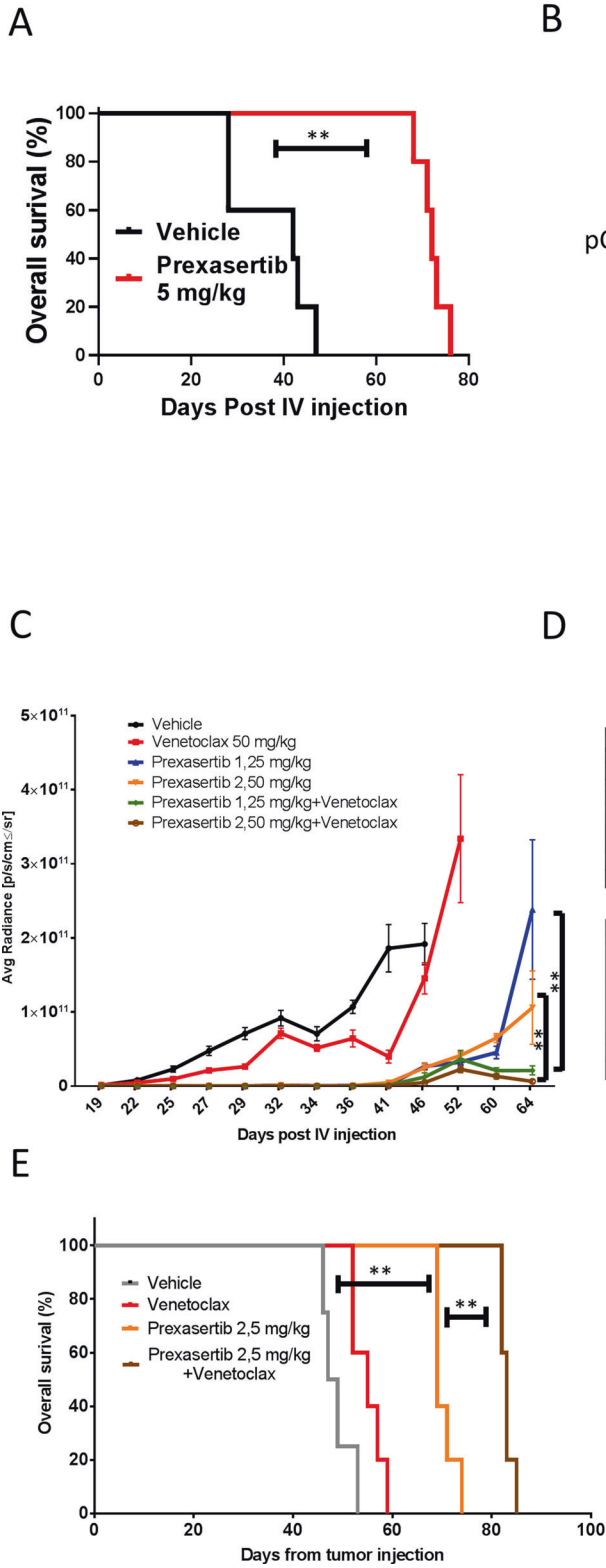 A
B
Overall surival (%)
100
80
60
40
20
0
**
Vehicle
Prexasertib
5 mg/kg
0 20 40 60 80
Days Post IV injection
C
D
Avg Radiance [p/s/cm≤/sr]
5×10¹¹
4×10¹¹
3×10¹¹
2×10¹¹
1×10¹¹
0
Vehicle
Venetoclax 50 mg/kg
Prexasertib 1,25 mg/kg
Prexasertib 2,50 mg/kg
Prexasertib 1,25 mg/kg+Venetoclax
Prexasertib 2,50 mg/kg+Venetoclax
**
**
19 22 25 27 29 32 34 36 41 46 52 60 64
Days post IV injection
E
Overall surival (%)
100
80
60
40
20
0
Vehicle
Venetoclax
Prexasertib 2,5 mg/kg
Prexasertib 2,5 mg/kg
+Venetoclax
**
**
0 20 40 60 80 100
Days from tumor injection